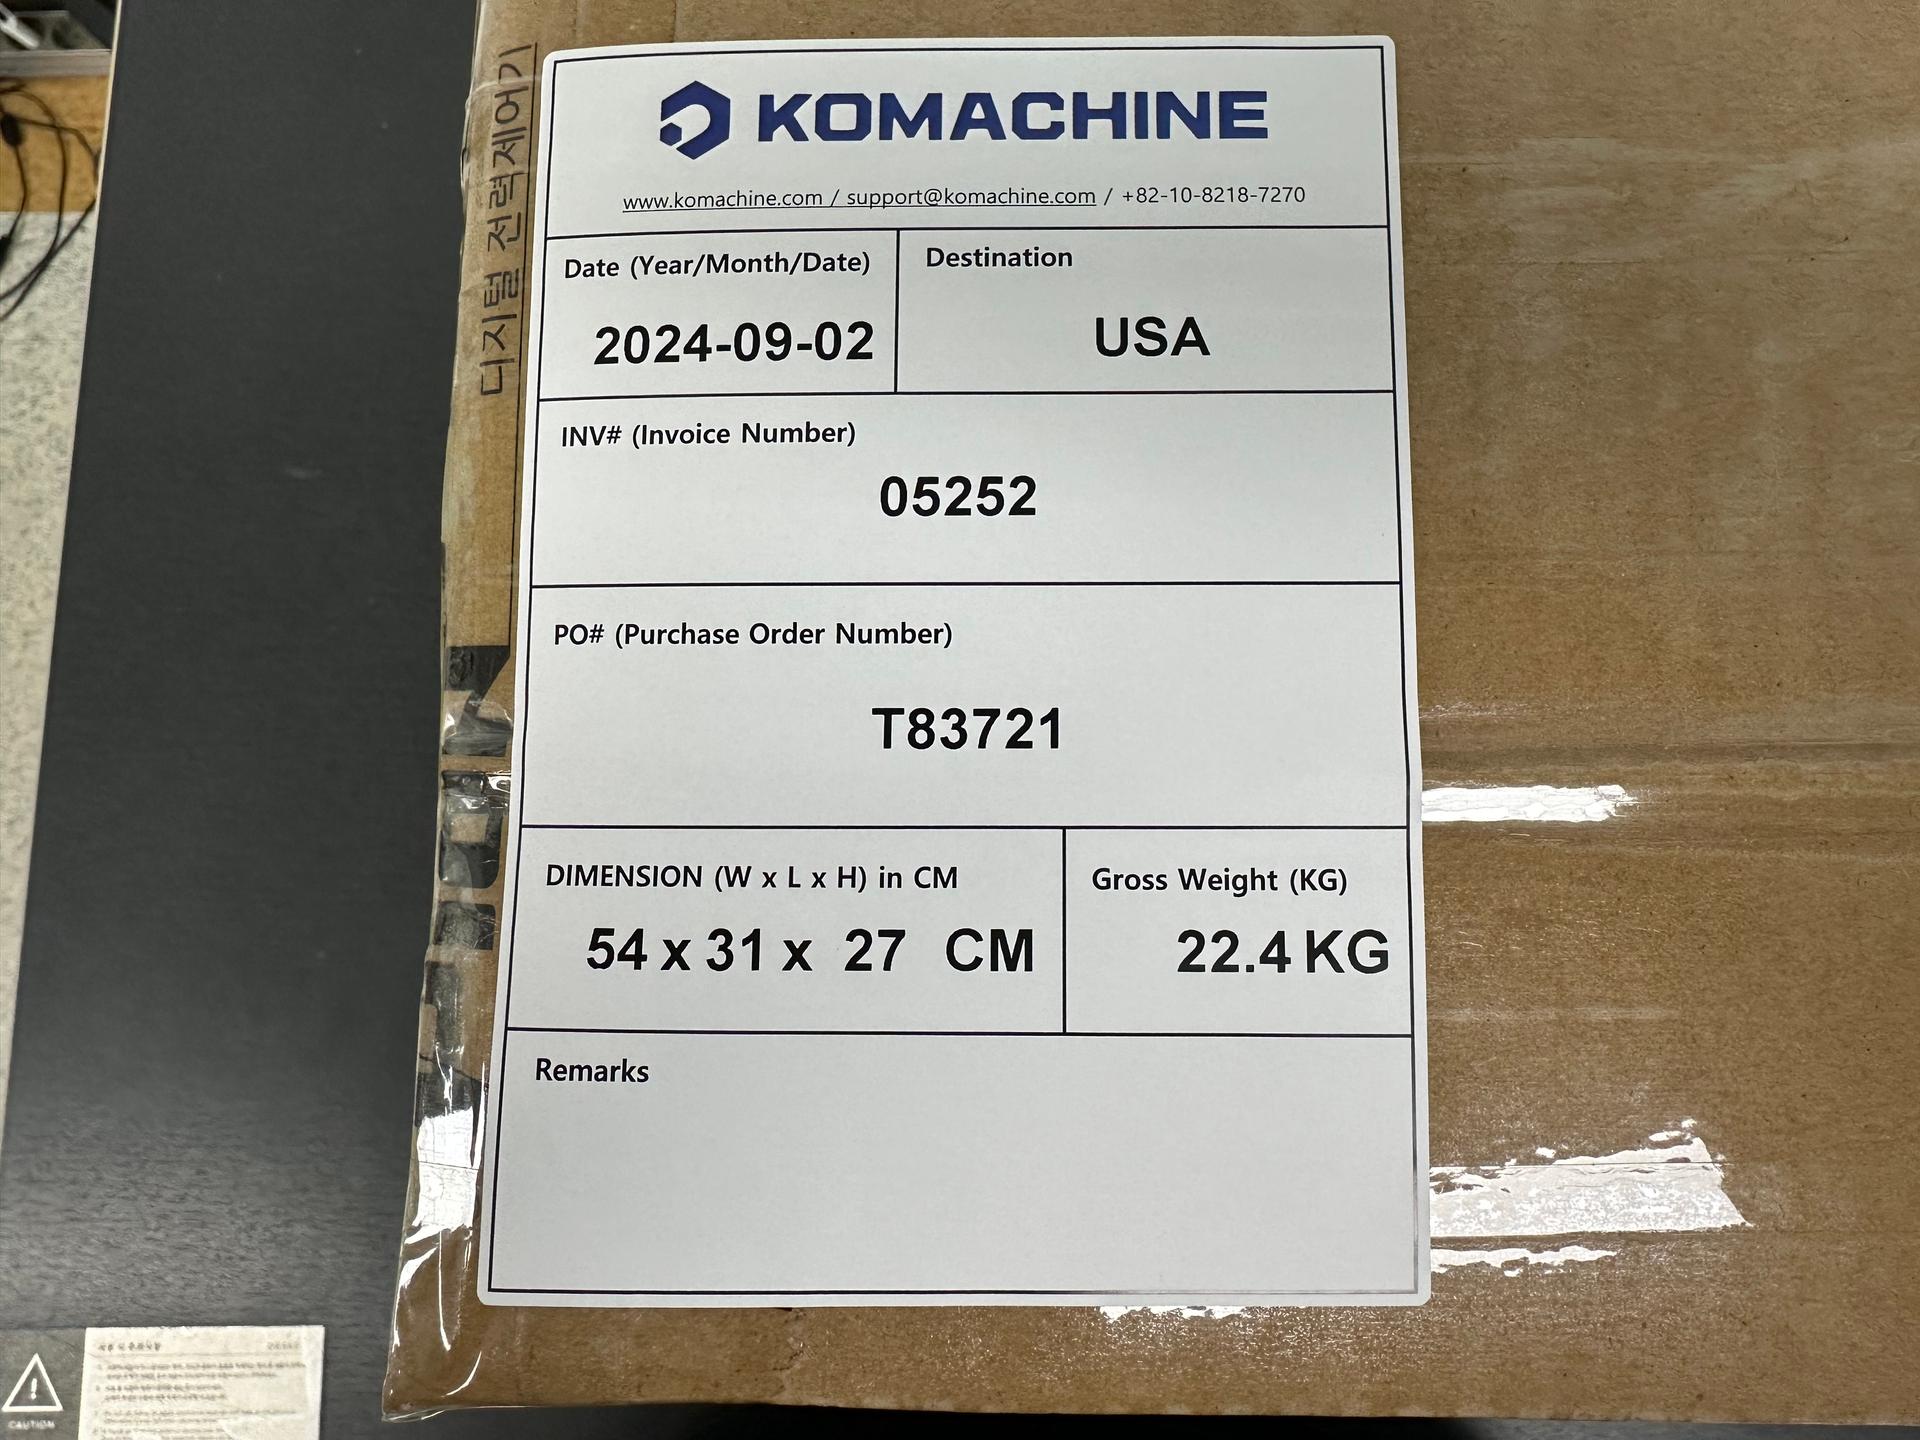 KOMACHINE
www.komachine.com / support@komachine.com / +82-10-8218-7270
Date (Year/Month/Date)
2024-09-02
Destination
USA
INV# (Invoice Number)
05252
PO# (Purchase Order Number)
T83721
DIMENSION (W x L x H) in CM
54 x 31 x 27 CM
Gross Weight (KG)
22.4 KG
Remarks
디지털 전력제어기
CAUTION